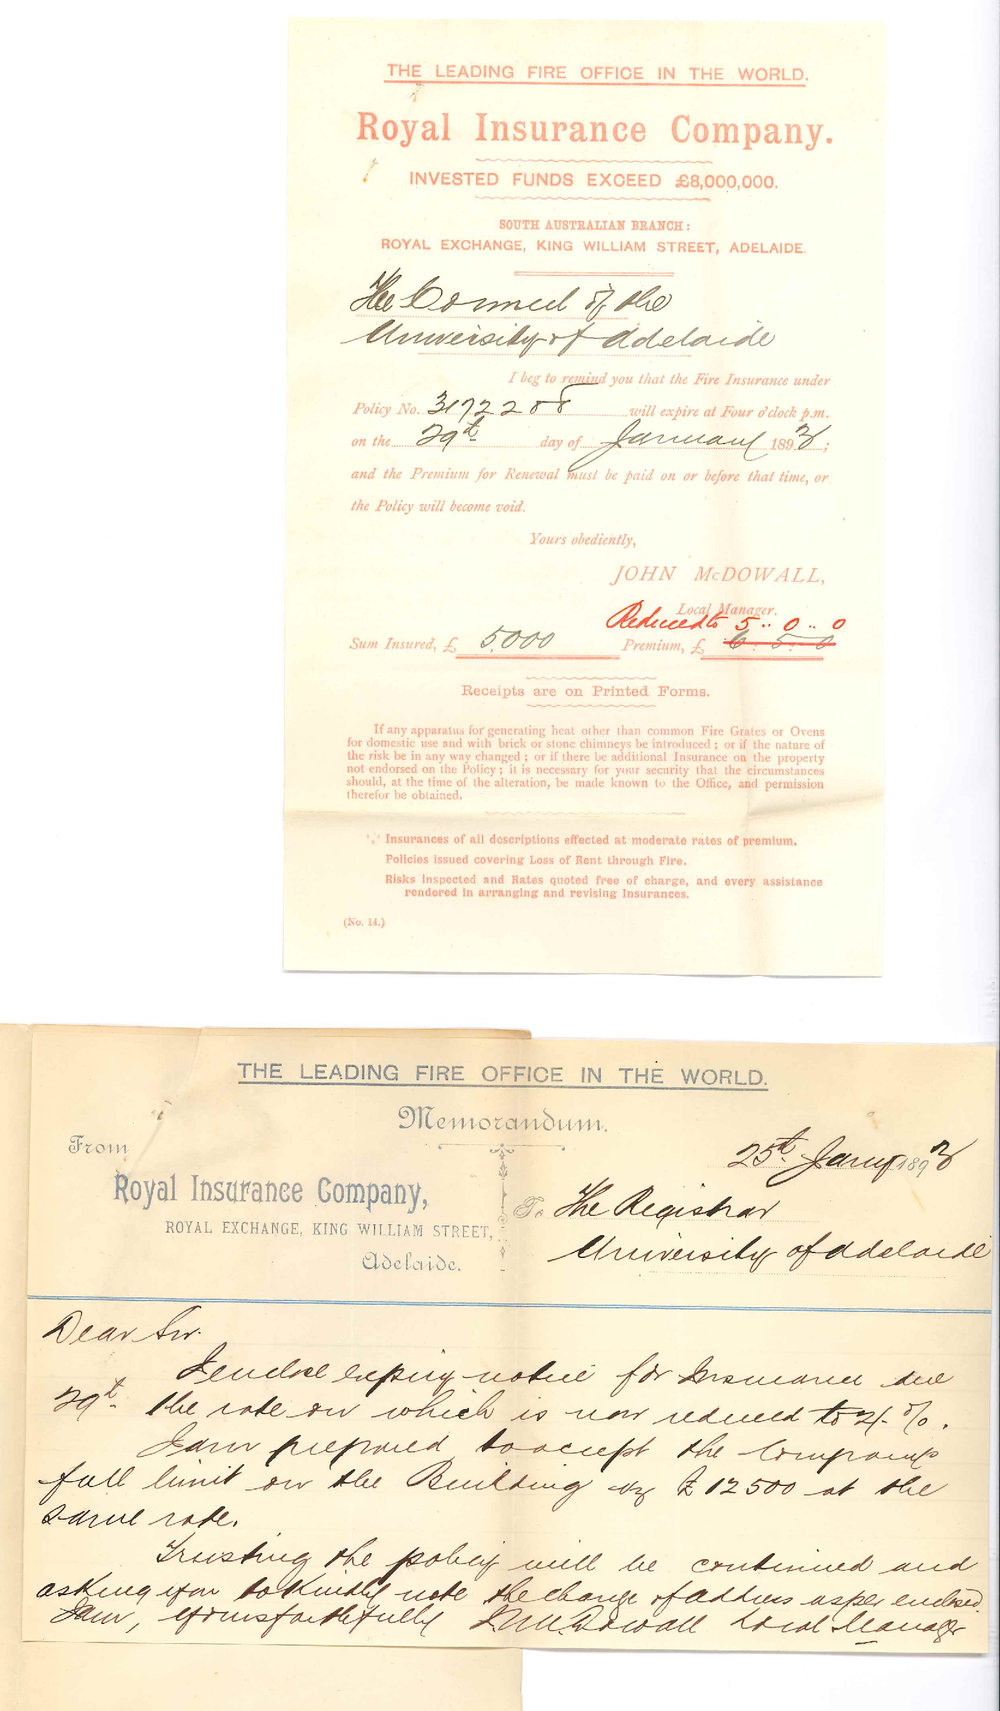 THE LEADING FIRE OFFICE IN THE WORLD.
Royal Insurance Company.
INVESTED FUNDS EXCEED £8,000,000.
SOUTH AUSTRALIAN BRANCH:
ROYAL EXCHANGE, KING WILLIAM STREET, ADELAIDE.
The Council of the
University of Adelaide
I beg to remind you that the Fire Insurance under
Policy No. will expire at Four o'clock p.m.
on the 29th day of January 189 ;
and the Premium for Renewal must be paid on or before that time, or
the Policy will become void.
Yours obediently,
JOHN McDOWALL,
Local Manager.
Reduced to 5 .. 0 .. 0
Sum Insured, £ 5,000 Premium, £ 6 5 0
Receipts are on Printed Forms.
If any apparatus for generating heat other than common Fire Grates or Ovens
for domestic use and with brick or stone chimneys be introduced; or if the nature of
the risk be in any way changed; or if there be additional Insurance on the property
not endorsed on the Policy; it is necessary for your security that the circumstances
should, at the time of the alteration, be made known to the Office, and permission
therefor be obtained.
Insurances of all descriptions effected at moderate rates of premium.
Policies issued covering Loss of Rent through Fire.
Risks Inspected and Rates quoted free of charge, and every assistance
rendered in arranging and revising Insurances.
(No. 14.)
THE LEADING FIRE OFFICE IN THE WORLD.
Memorandum.
From
25th Jany 189
Royal Insurance Company,
To The Registrar
ROYAL EXCHANGE, KING WILLIAM STREET,
University of Adelaide
Adelaide.
Dear Sir.
I enclose expiry notice for Insurance due
29th. the rate on which is now reduced to 2/- %.
I am prepared to accept the Companys
full limit on the Building of £12500 at the
same rate.
Trusting the policy will be continued and
asking you to kindly note the change of address as per enclosed.
I am, yours faithfully J McDowall Local Manager